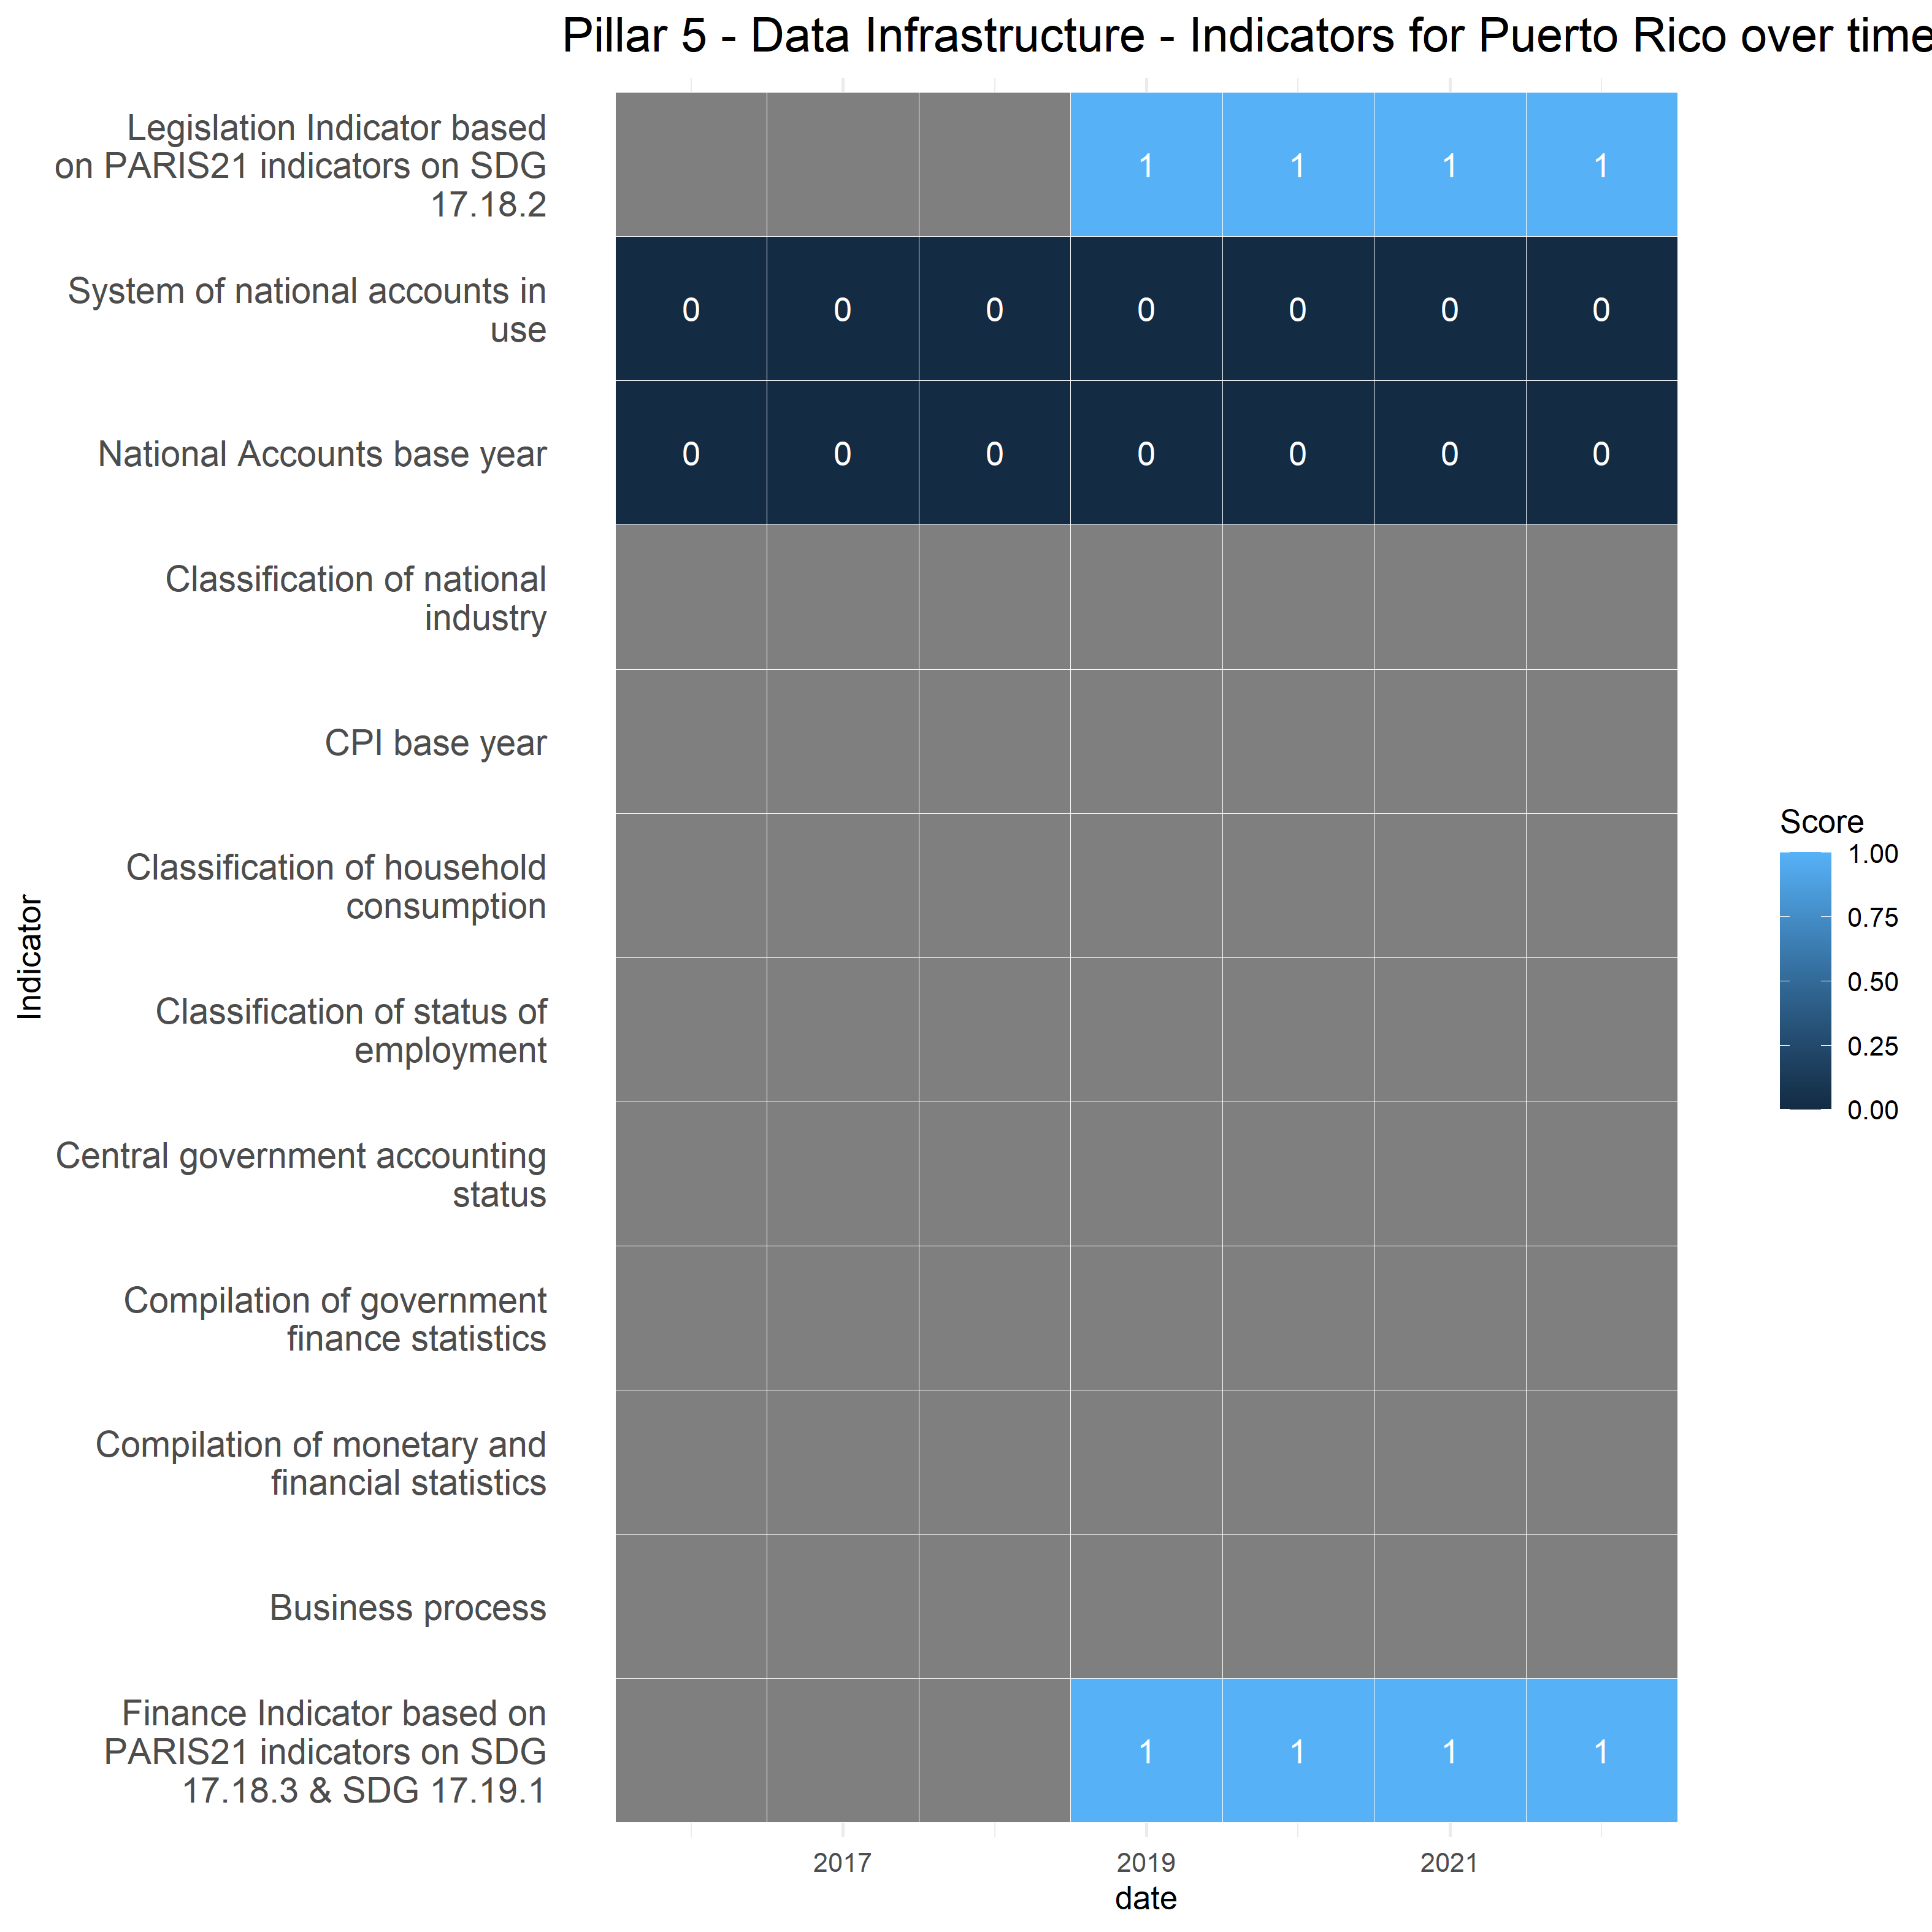 Pillar 5 - Data Infrastructure - Indicators for Puerto Rico over time
Legislation Indicator based
on PARIS21 indicators on SDG
17.18.2
1 1 1 1
System of national accounts in
use
0 0 0 0 0 0 0
National Accounts base year
0 0 0 0 0 0 0
Classification of national
industry
CPI base year
Classification of household
consumption
Classification of status of
employment
Central government accounting
status
Compilation of government
finance statistics
Compilation of monetary and
financial statistics
Business process
Finance Indicator based on
PARIS21 indicators on SDG
17.18.3 & SDG 17.19.1
1 1 1 1
Indicator
2017 2019 2021
date
Score
1.00
0.75
0.50
0.25
0.00